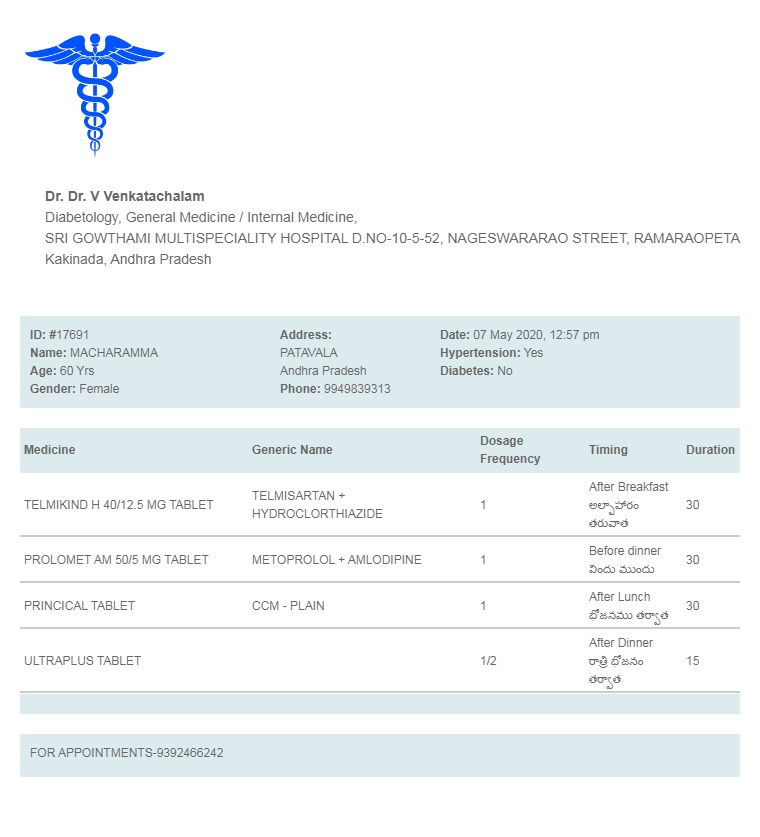 Dr. Dr. V Venkatachalam
Diabetology, General Medicine / Internal Medicine,
SRI GOWTHAMI MULTISPECIALITY HOSPITAL D.NO-10-5-52, NAGESWARARAO STREET, RAMARAOPETA
Kakinada, Andhra Pradesh
ID: #17691 Address: Date: 07 May 2020, 12:57 pm
Name: MACHARAMMA PATAVALA Hypertension: Yes
Age: 60 Yrs Andhra Pradesh Diabetes: No
Gender: Female Phone: 9949839313
Medicine Generic Name Dosage Frequency Timing Duration
TELMIKIND H 40/12.5 MG TABLET TELMISARTAN + HYDROCLORTHIAZIDE 1 After Breakfast అల్పాహారం తరువాత 30
PROLOMET AM 50/5 MG TABLET METOPROLOL + AMLODIPINE 1 Before dinner విందు ముందు 30
PRINCICAL TABLET CCM - PLAIN 1 After Lunch భోజనము తర్వాత 30
ULTRAPLUS TABLET 1/2 After Dinner రాత్రి భోజనం తర్వాత 15
FOR APPOINTMENTS-9392466242